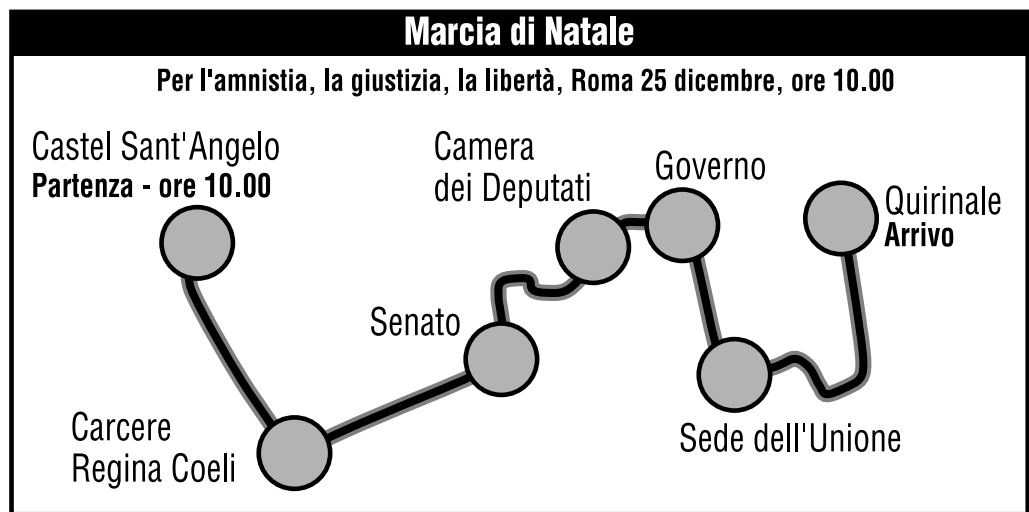 Marcia di Natale
Per l'amnistia, la giustizia, la libertà, Roma 25 dicembre, ore 10.00
Castel Sant'Angelo
Partenza - ore 10.00
Carcere
Regina Coeli
Senato
Camera
dei Deputati
Governo
Sede dell'Unione
Quirinale
Arrivo